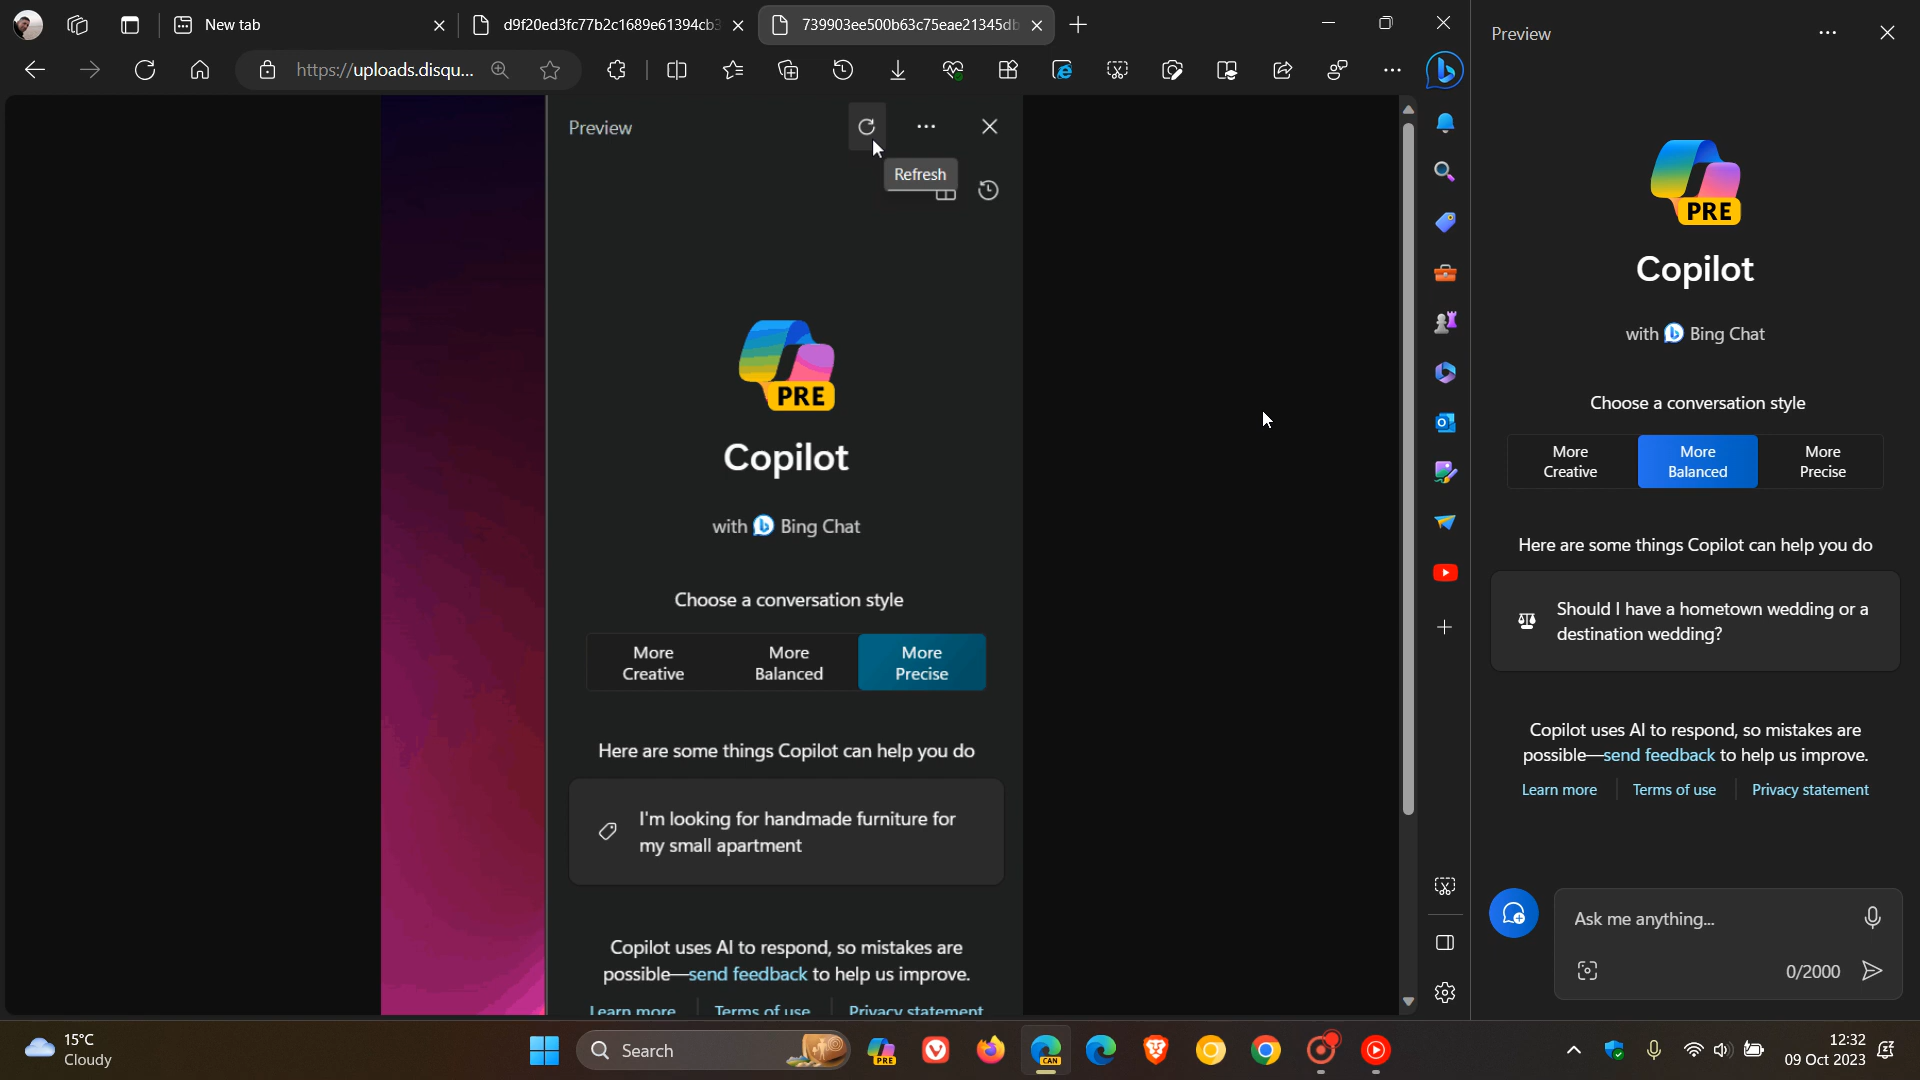 New tab
d9f20ed3fc77b2c1689e61394cb3
739903ee500b63c75eae21345db
https://uploads.disqu...
Preview
Refresh
PRE
Copilot
with Bing Chat
Choose a conversation style
More Creative
More Balanced
More Precise
Here are some things Copilot can help you do
I'm looking for handmade furniture for
my small apartment
Copilot uses AI to respond, so mistakes are
possible—send feedback to help us improve.
Learn more
Terms of use
Privacy statement
Preview
PRE
Copilot
with Bing Chat
Choose a conversation style
More Creative
More Balanced
More Precise
Here are some things Copilot can help you do
Should I have a hometown wedding or a
destination wedding?
Copilot uses AI to respond, so mistakes are
possible—send feedback to help us improve.
Learn more
Terms of use
Privacy statement
Ask me anything...
0/2000
15°C
Cloudy
Search
PRE
CAN
12:32
09 Oct 2023